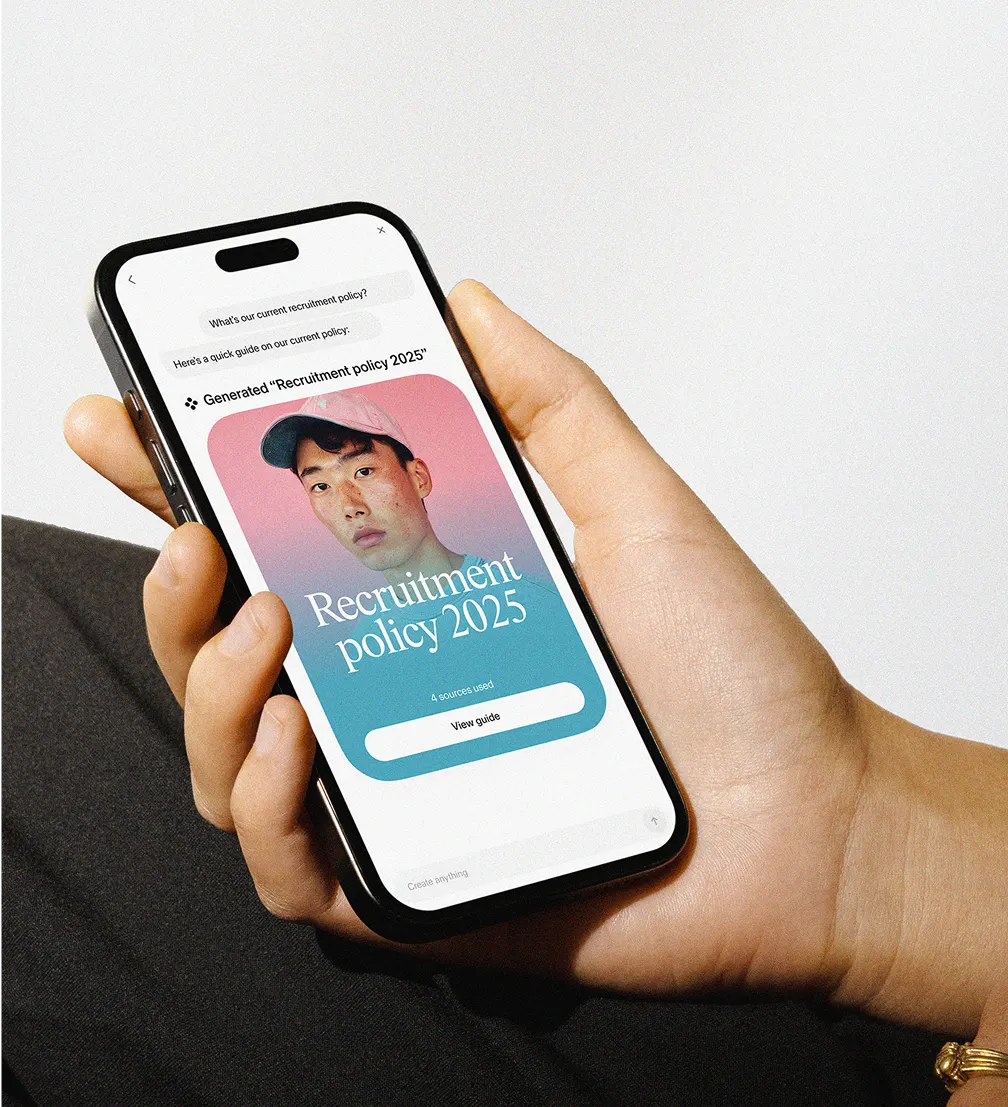 What's our current recruitment policy?
Here's a quick guide on our current policy:
Generated “Recruitment policy 2025”
Recruitment
policy 2025
4 sources used
View guide
Create anything